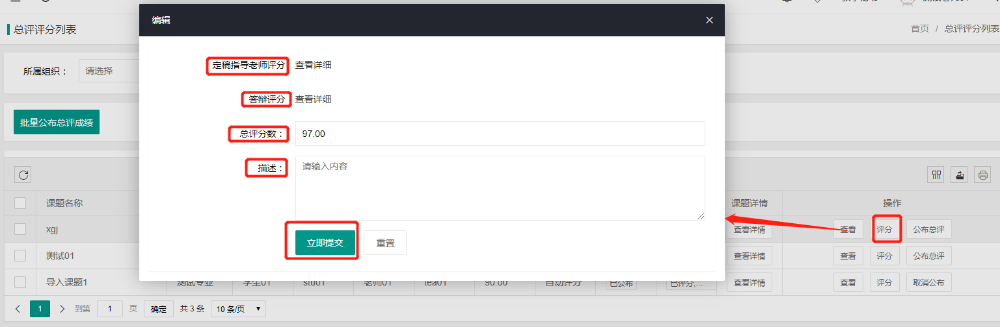 编辑
总评评分列表
首页 / 总评评分列表
定稿指导老师评分 查看详细
所属组织： 请选择
答辩评分 查看详细
批量公布总评成绩
总评分数： 97.00
描述： 请输入内容
课题名称 课题详情 操作
xgj 查看详情 查看 评分 公布总评
立即提交 重置
测试01 查看详情 查看 评分 公布总评
导入课题1 测试专业 学生01 stu01 老师01 tea01 90.00 自动评分 已公布 已评分,... 查看详情 查看 评分 取消公布
1 到第 1 页 确定 共 3 条 10 条/页